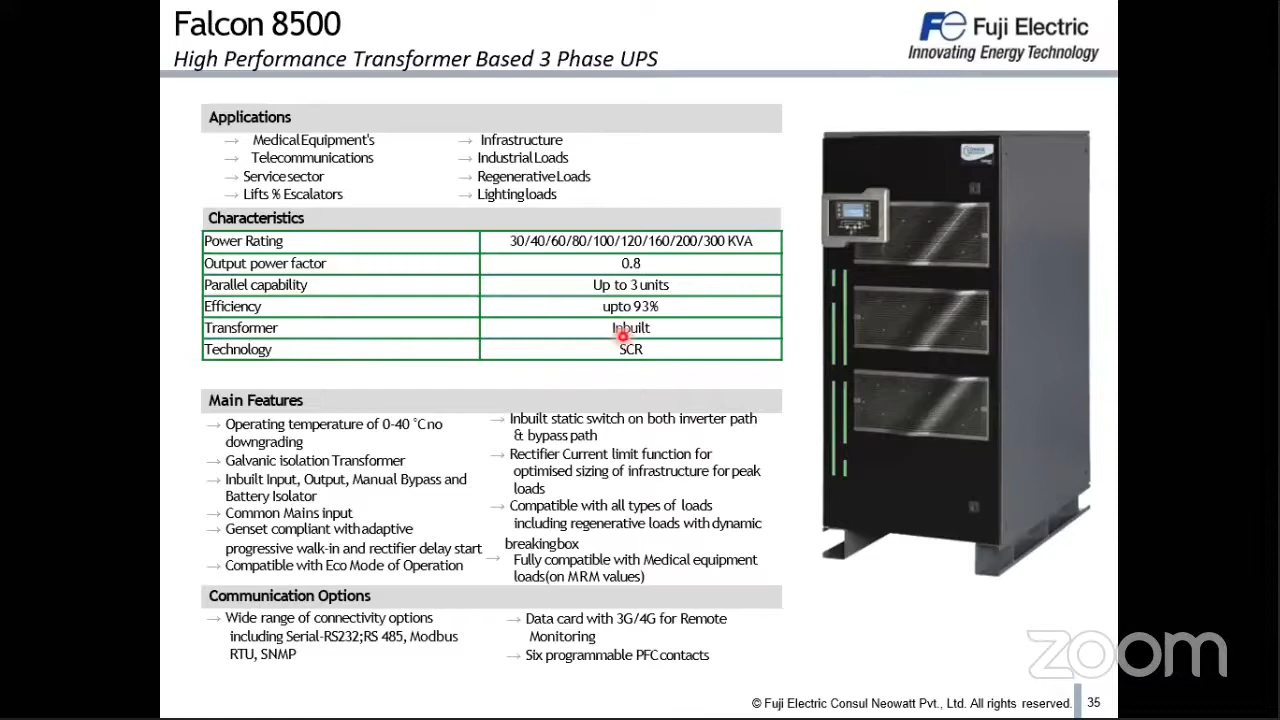 Falcon 8500
High Performance Transformer Based 3 Phase UPS
Fe Fuji Electric
Innovating Energy Technology
Applications
→ Medical Equipment's
→ Telecommunications
→ Service sector
→ Lifts % Escalators
→ Infrastructure
→ Industrial Loads
→ Regenerative Loads
→ Lighting loads
Characteristics
Power Rating 30/40/60/80/100/120/160/200/300 KVA
Output power factor 0.8
Parallel capability Up to 3 units
Efficiency upto 93%
Transformer Inbuilt
Technology SCR
Main Features
→ Operating temperature of 0-40 °C no
downgrading
→ Galvanic isolation Transformer
→ Inbuilt Input, Output, Manual Bypass and
Battery Isolator
→ Common Mains input
→ Genset compliant with adaptive
progressive walk-in and rectifier delay start
→ Compatible with Eco Mode of Operation
→ Inbuilt static switch on both inverter path
& bypass path
→ Rectifier Current limit function for
optimised sizing of infrastructure for peak
loads
→ Compatible with all types of loads
including regenerative loads with dynamic
breaking box
→ Fully compatible with Medical equipment
loads(on MRM values)
Communication Options
→ Wide range of connectivity options
including Serial-RS232;RS 485, Modbus
RTU, SNMP
→ Data card with 3G/4G for Remote
Monitoring
→ Six programmable PFC contacts
zoom
© Fuji Electric Consul Neowatt Pvt., Ltd. All rights reserved. 35